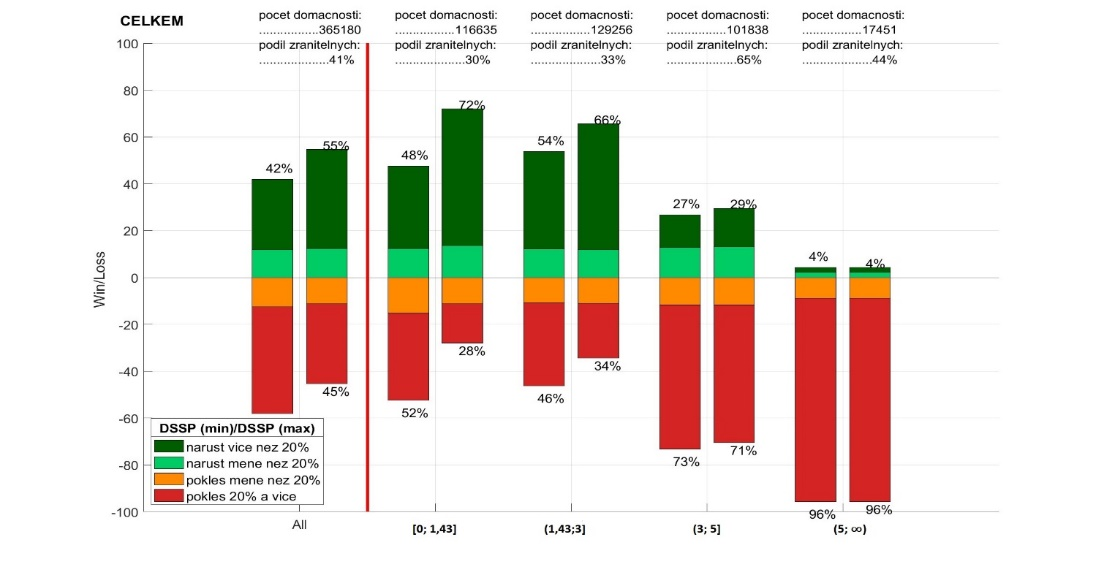 CELKEM
pocet domacnosti: pocet domacnosti: pocet domacnosti: pocet domacnosti: pocet domacnosti:
..................365180 .................116635 .................129256 ..................101838 ..................17451
podil zranitelnych: podil zranitelnych: podil zranitelnych: podil zranitelnych: podil zranitelnych:
.....................41% .....................30% .....................33% .....................65% .....................44%
100
80
60
40
20
0
-20
-40
-60
-80
-100
Win/Loss
42% 55% 48% 72% 54% 66% 27% 29% 4% 4%
45% 52% 28% 46% 34% 73% 71% 96% 96%
DSSP (min)/DSSP (max)
narust vice nez 20%
narust mene nez 20%
pokles mene nez 20%
pokles 20% a vice
All [0; 1,43] (1,43;3] (3; 5] (5; ∞)